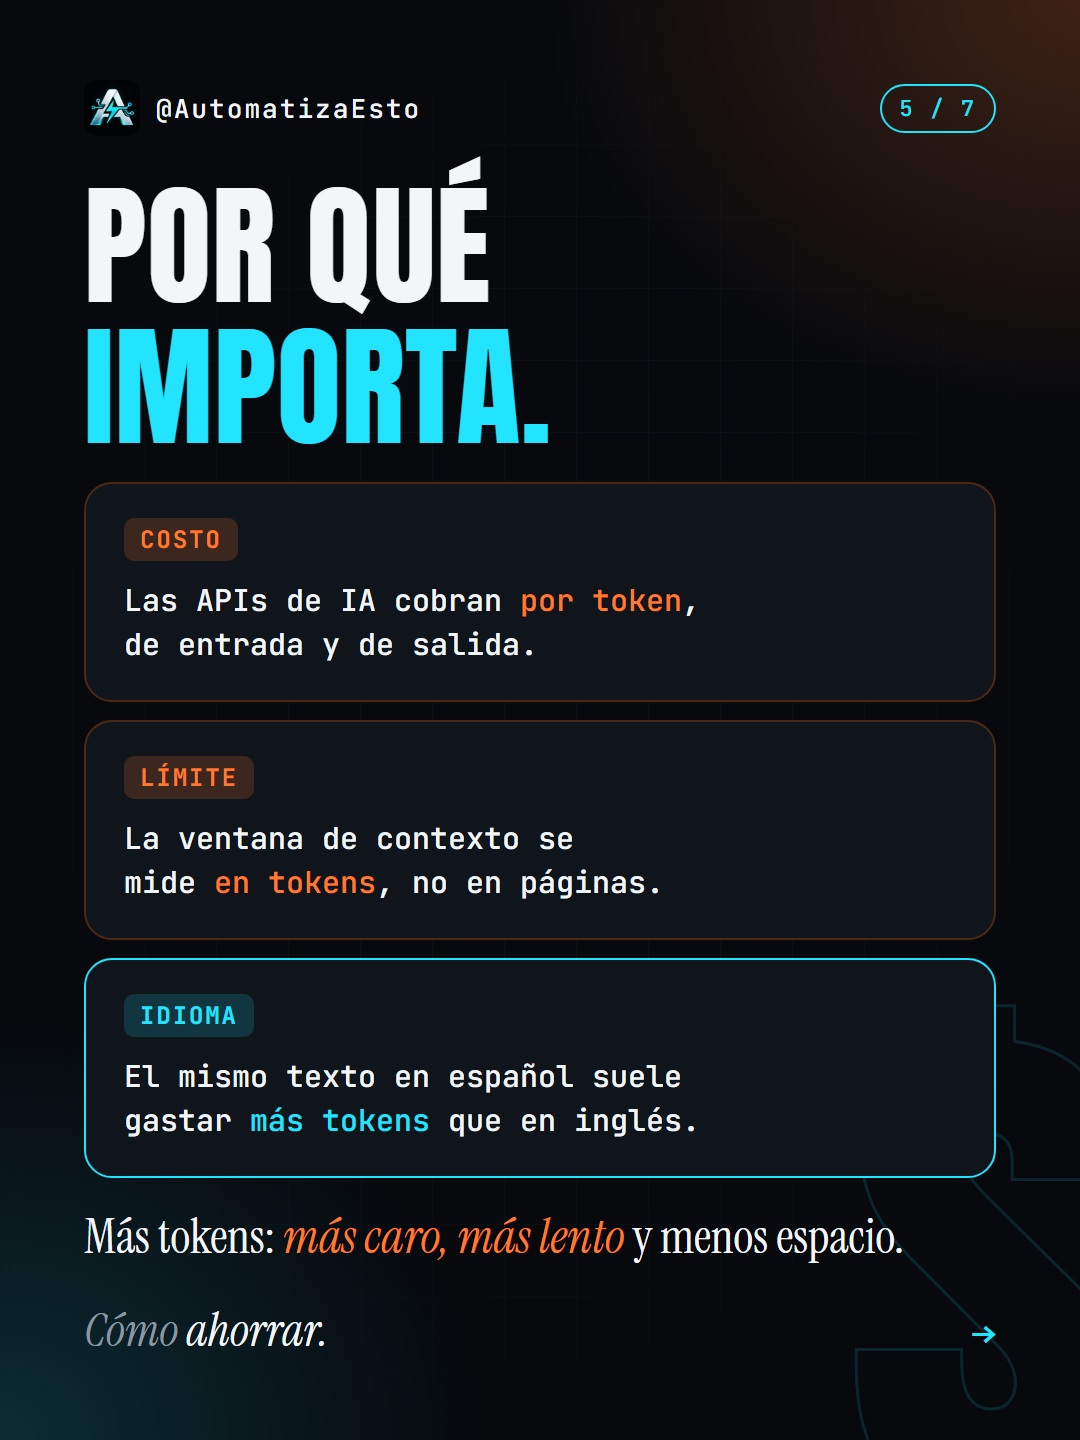 @AutomatizaEsto
5 / 7
POR QUÉ
IMPORTA.
COSTO
Las APIs de IA cobran por token,
de entrada y de salida.
LÍMITE
La ventana de contexto se
mide en tokens, no en páginas.
IDIOMA
El mismo texto en español suele
gastar más tokens que en inglés.
Más tokens: más caro, más lento y menos espacio.
Cómo ahorrar.
→